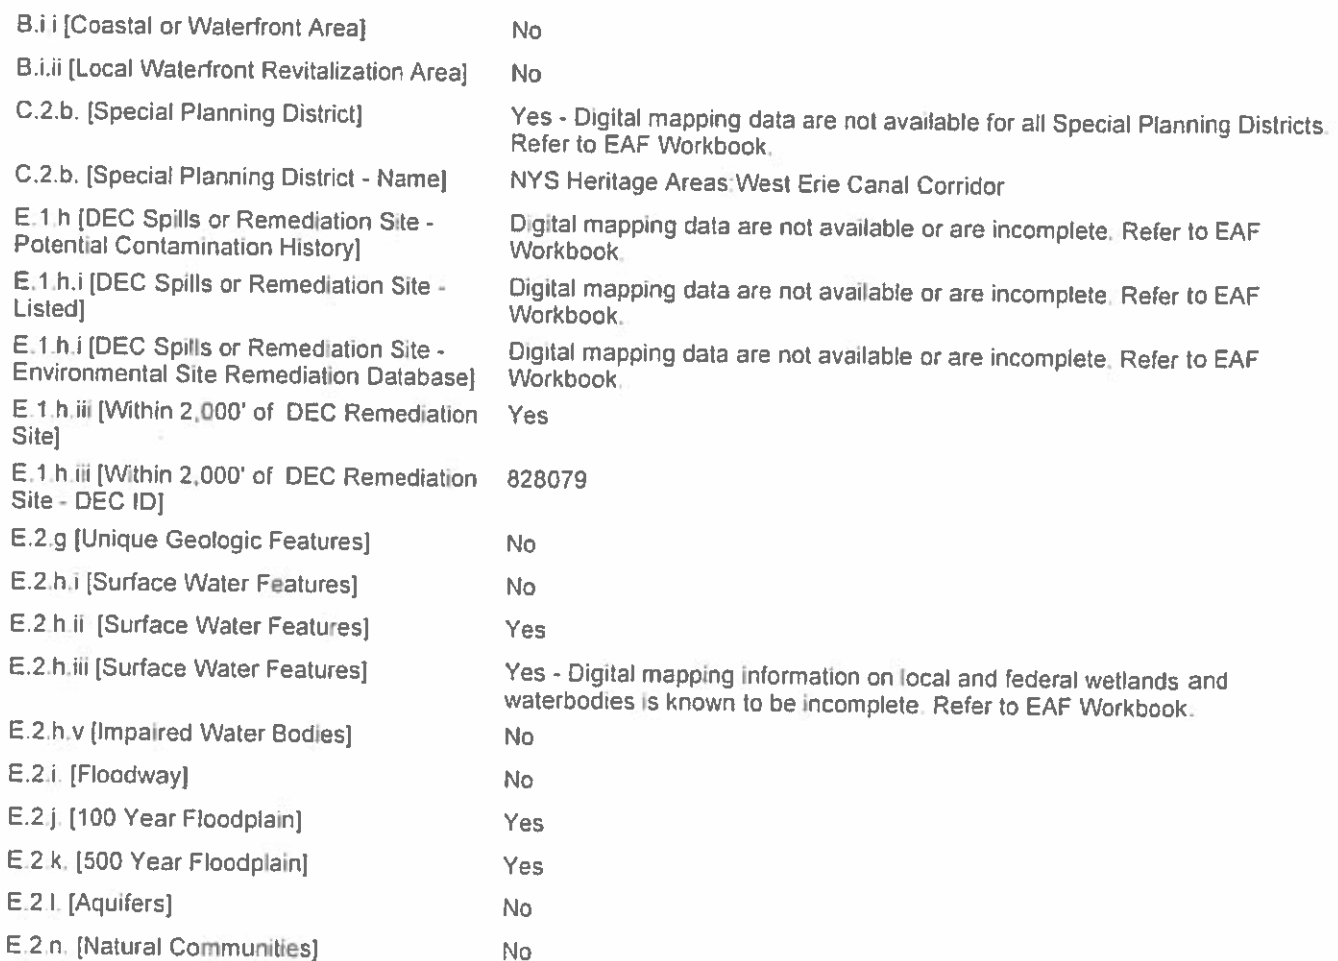 B.i i [Coastal or Waterfront Area] No
B.i.ii [Local Waterfront Revitalization Area] No
C.2.b. [Special Planning District] Yes - Digital mapping data are not available for all Special Planning Districts.
Refer to EAF Workbook.
C.2.b. [Special Planning District - Name] NYS Heritage Areas:West Erie Canal Corridor
E.1.h [DEC Spills or Remediation Site - Digital mapping data are not available or are incomplete. Refer to EAF
Potential Contamination History] Workbook.
E.1.h.i [DEC Spills or Remediation Site - Digital mapping data are not available or are incomplete. Refer to EAF
Listed] Workbook.
E.1.h.i [DEC Spills or Remediation Site - Digital mapping data are not available or are incomplete. Refer to EAF
Environmental Site Remediation Database] Workbook.
E.1.h.iii [Within 2,000' of DEC Remediation Yes
Site]
E.1.h.iii [Within 2,000' of DEC Remediation 828079
Site - DEC ID]
E.2.g [Unique Geologic Features] No
E.2.h.i [Surface Water Features] No
E.2.h.ii [Surface Water Features] Yes
E.2.h.iii [Surface Water Features] Yes - Digital mapping information on local and federal wetlands and
waterbodies is known to be incomplete. Refer to EAF Workbook.
E.2.h.v [Impaired Water Bodies] No
E.2.i. [Floodway] No
E.2.j. [100 Year Floodplain] Yes
E.2.k. [500 Year Floodplain] Yes
E.2.l. [Aquifers] No
E.2.n. [Natural Communities] No